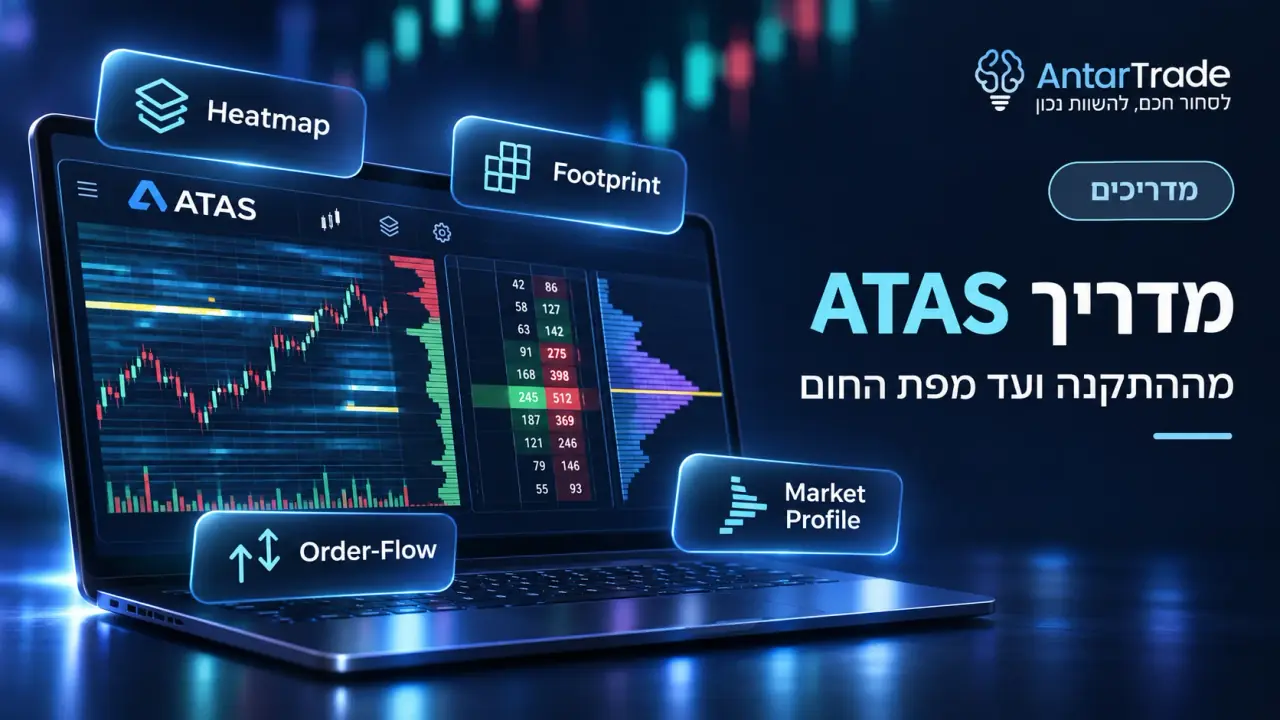 AntarTrade
לסחור חכם, להשוות נכון
מדריכים
מדריך ATAS
מההתקנה ועד מפת החום
Heatmap
Footprint
ATAS
42 86
58 127
63 142
91 275
168 398
245 512
187 369
121 246
79 146
55 93
Order-Flow
Market
Profile